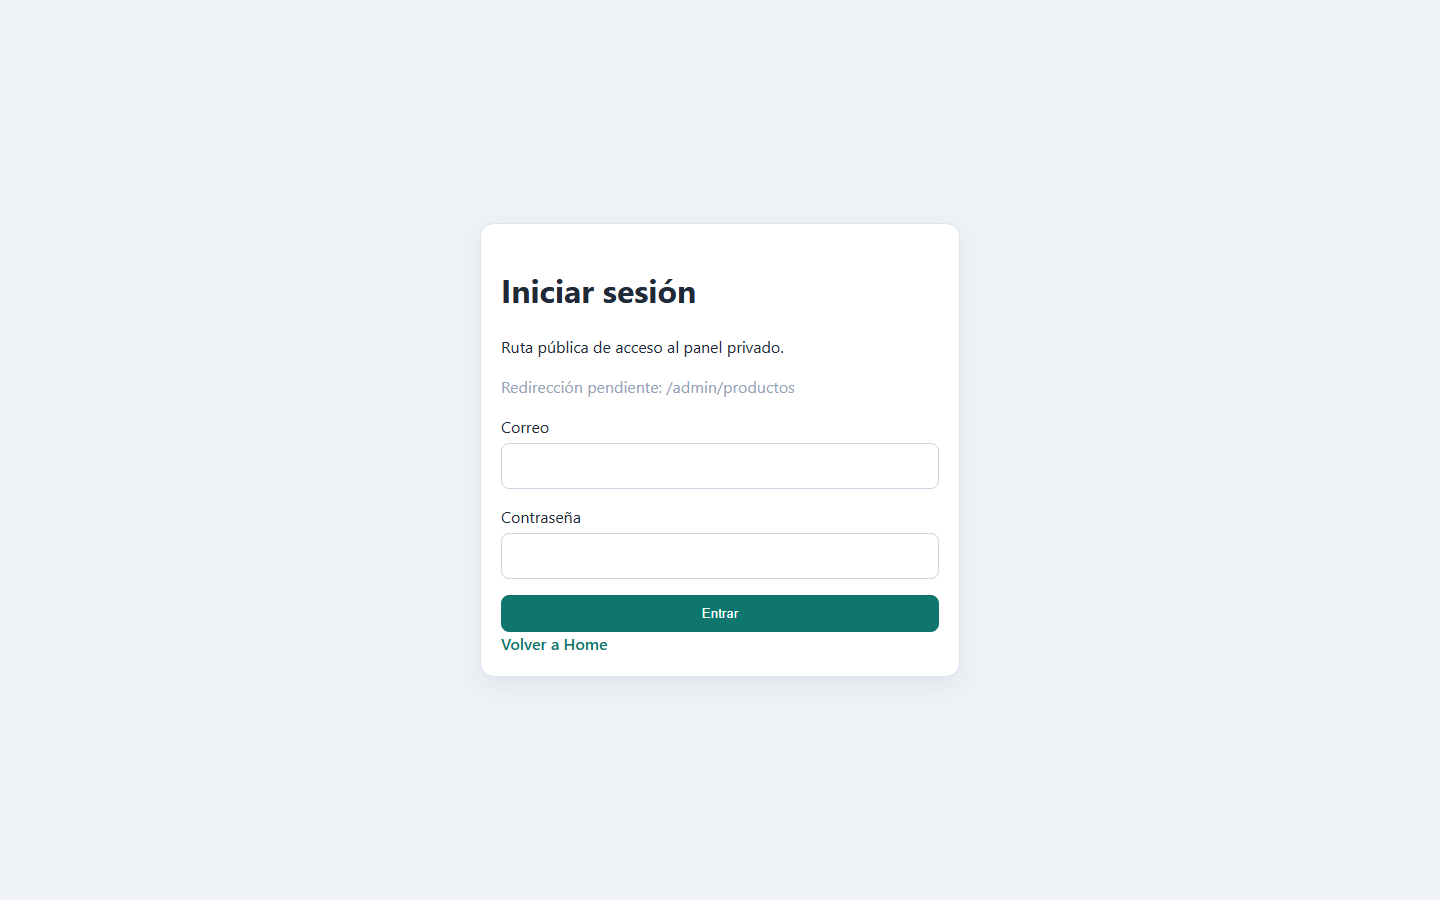 Iniciar sesión
Ruta pública de acceso al panel privado.
Redirección pendiente: /admin/productos
Correo
Contraseña
Entrar
Volver a Home